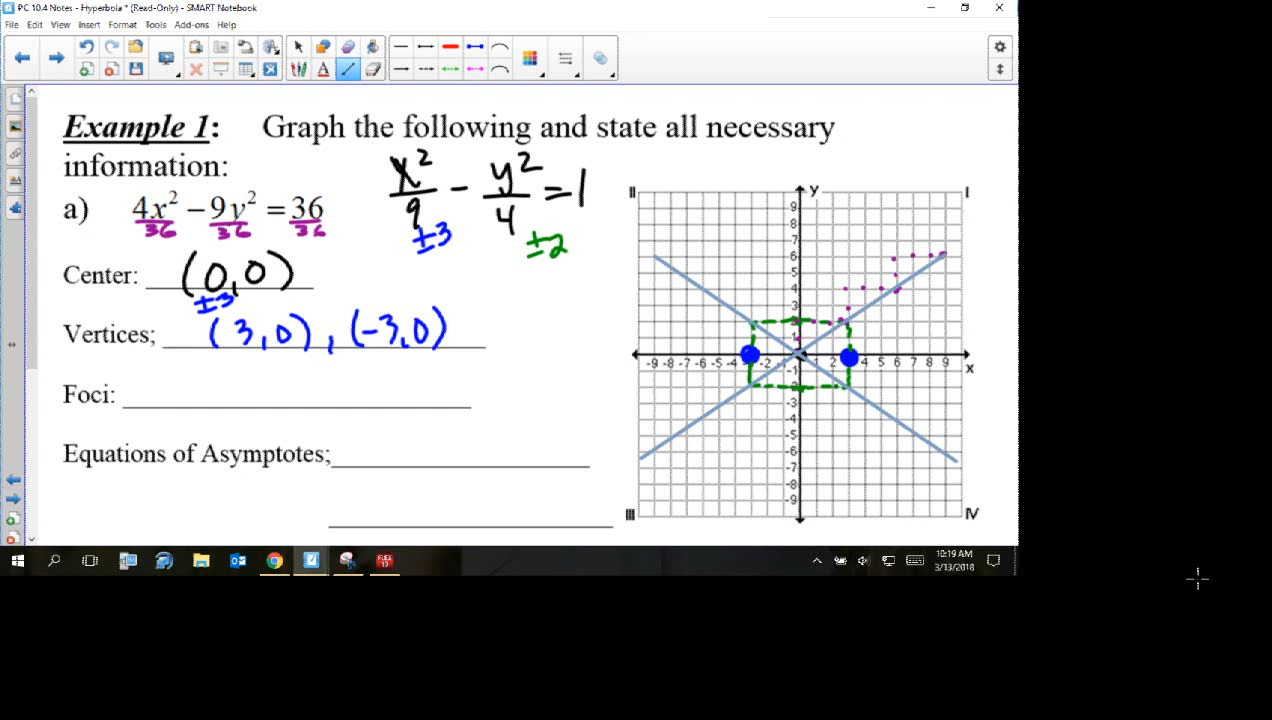 PC 10.4 Notes - Hyperbola * (Read-Only) - SMART Notebook
File Edit View Insert Format Tools Add-ons Help
Example 1: Graph the following and state all necessary
information:
x² / 9 - y² / 4 = 1
±3 ±2
a) 4x² - 9y² = 36
36 36 36
Center: (0,0)
±3
Vertices; (3,0), (-3,0)
Foci:
Equations of Asymptotes;
II y I
9
8
7
6
5
4
3
2
1
-9 -8 -7 -6 -5 -4 -2 1 2 4 5 6 7 8 9 x
-1
-2
-3
-4
-5
-6
-7
-8
-9
III IV
10:19 AM
3/13/2018